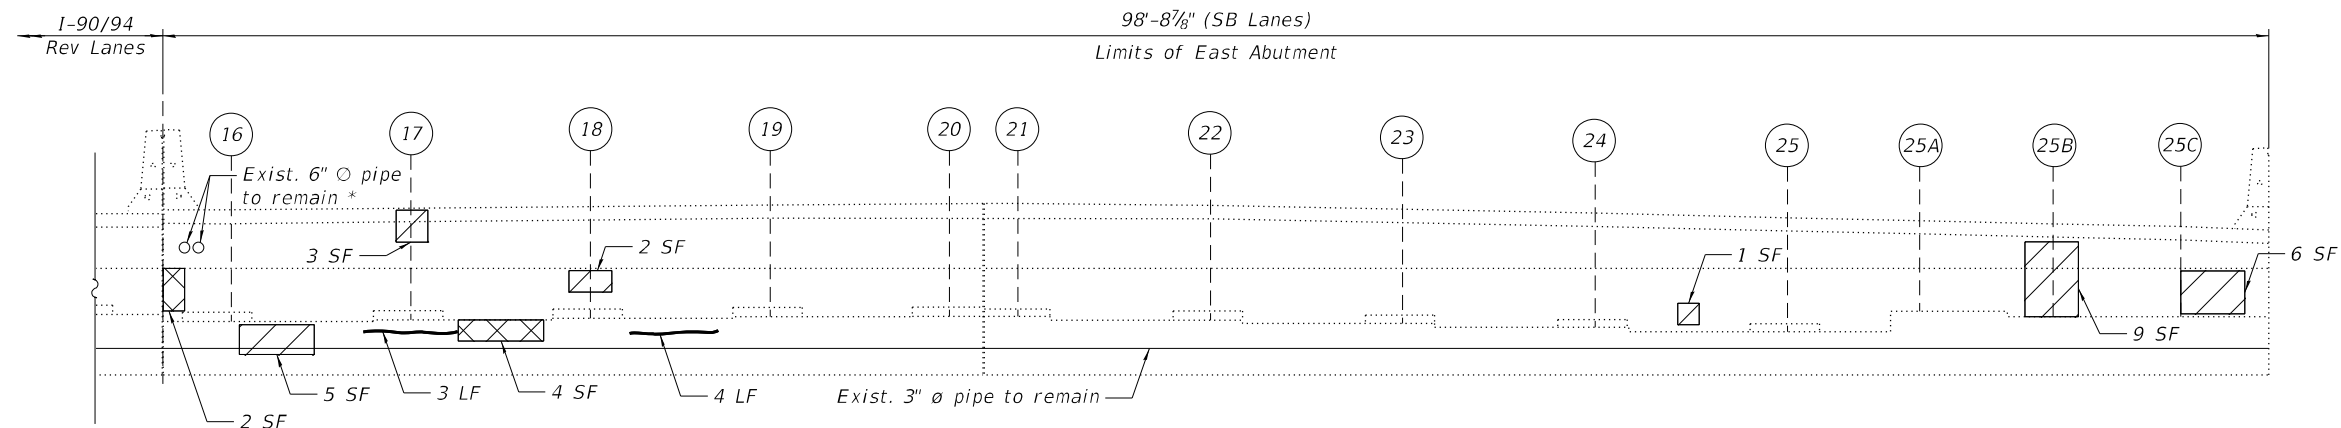 I-90/94
Rev Lanes
98'-8⅞" (SB Lanes)
Limits of East Abutment
16
17
18
19
20
21
22
23
24
25
25A
25B
25C
Exist. 6" ∅ pipe
to remain *
3 SF
2 SF
1 SF
6 SF
9 SF
5 SF
3 LF
4 SF
4 LF
Exist. 3" ø pipe to remain
2 SF